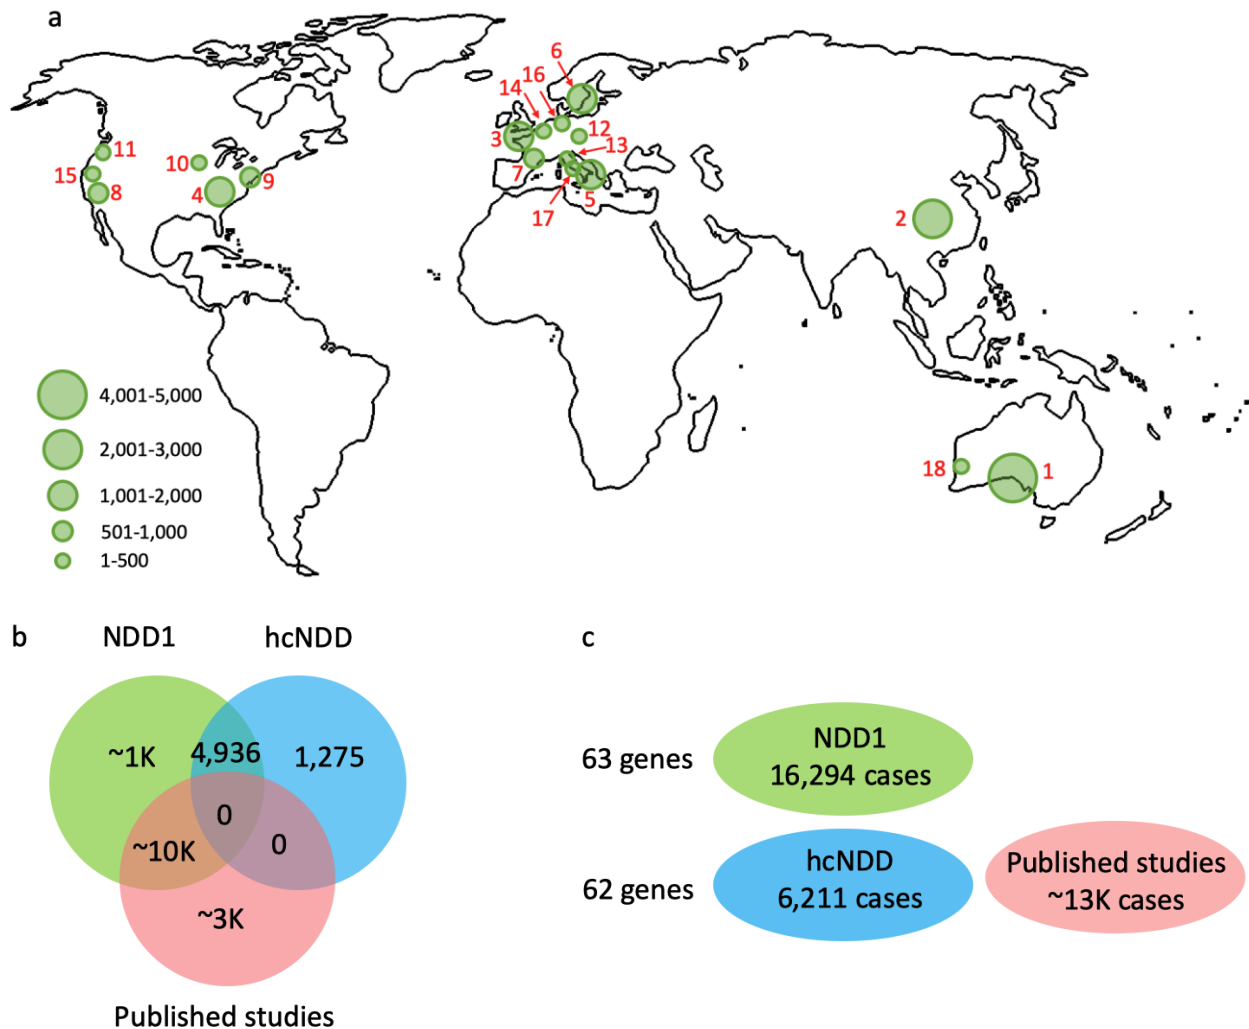 a
6
16
14
3
12
13
7
5
17
11
10
15
8
4
9
2
18
1
4,001-5,000
2,001-3,000
1,001-2,000
501-1,000
1-500
b
NDD1
hcNDD
~1K
4,936
1,275
0
~10K
0
~3K
Published studies
c
63 genes
NDD1
16,294 cases
62 genes
hcNDD
6,211 cases
Published studies
~13K cases